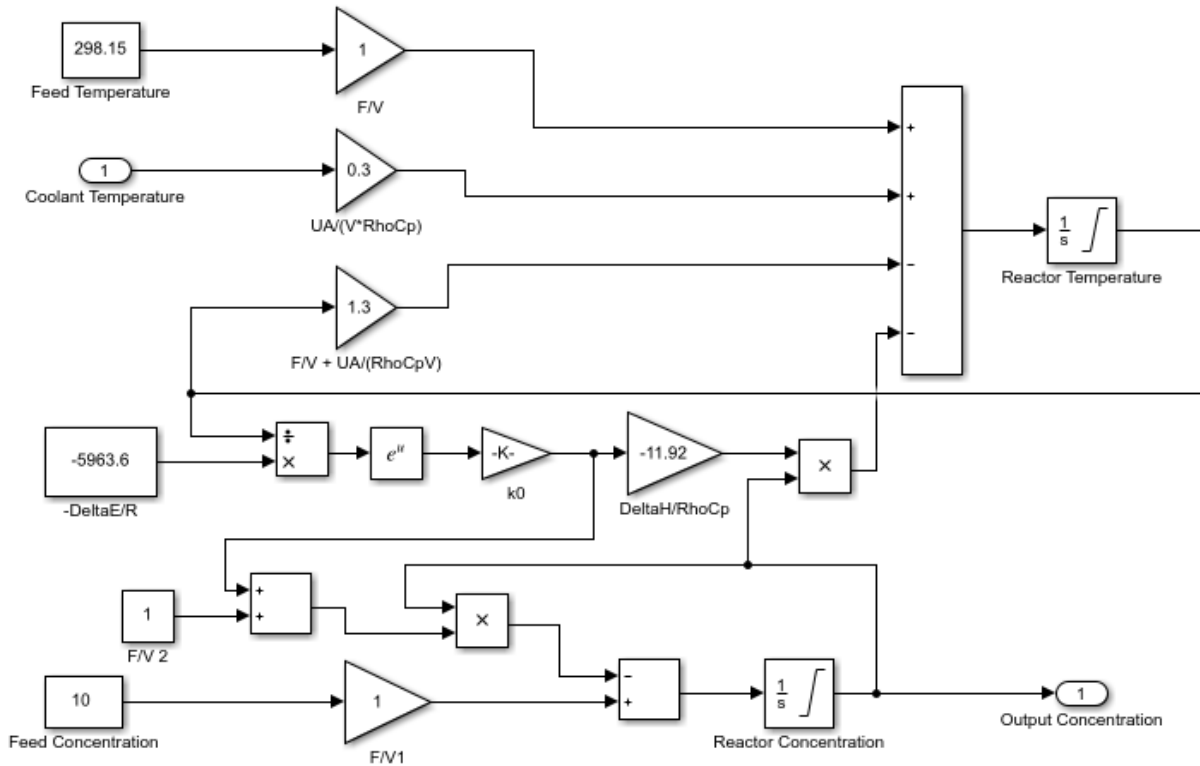 298.15
Feed Temperature
1
F/V
+
1
Coolant Temperature
0.3
UA/(V*RhoCp)
+
1.3
F/V + UA/(RhoCpV)
−
−
1
s
Reactor Temperature
-5963.6
-DeltaE/R
÷
×
eᵘ
-K-
k0
-11.92
DeltaH/RhoCp
×
1
F/V 2
+
+
×
10
Feed Concentration
1
F/V1
−
+
1
s
Reactor Concentration
1
Output Concentration